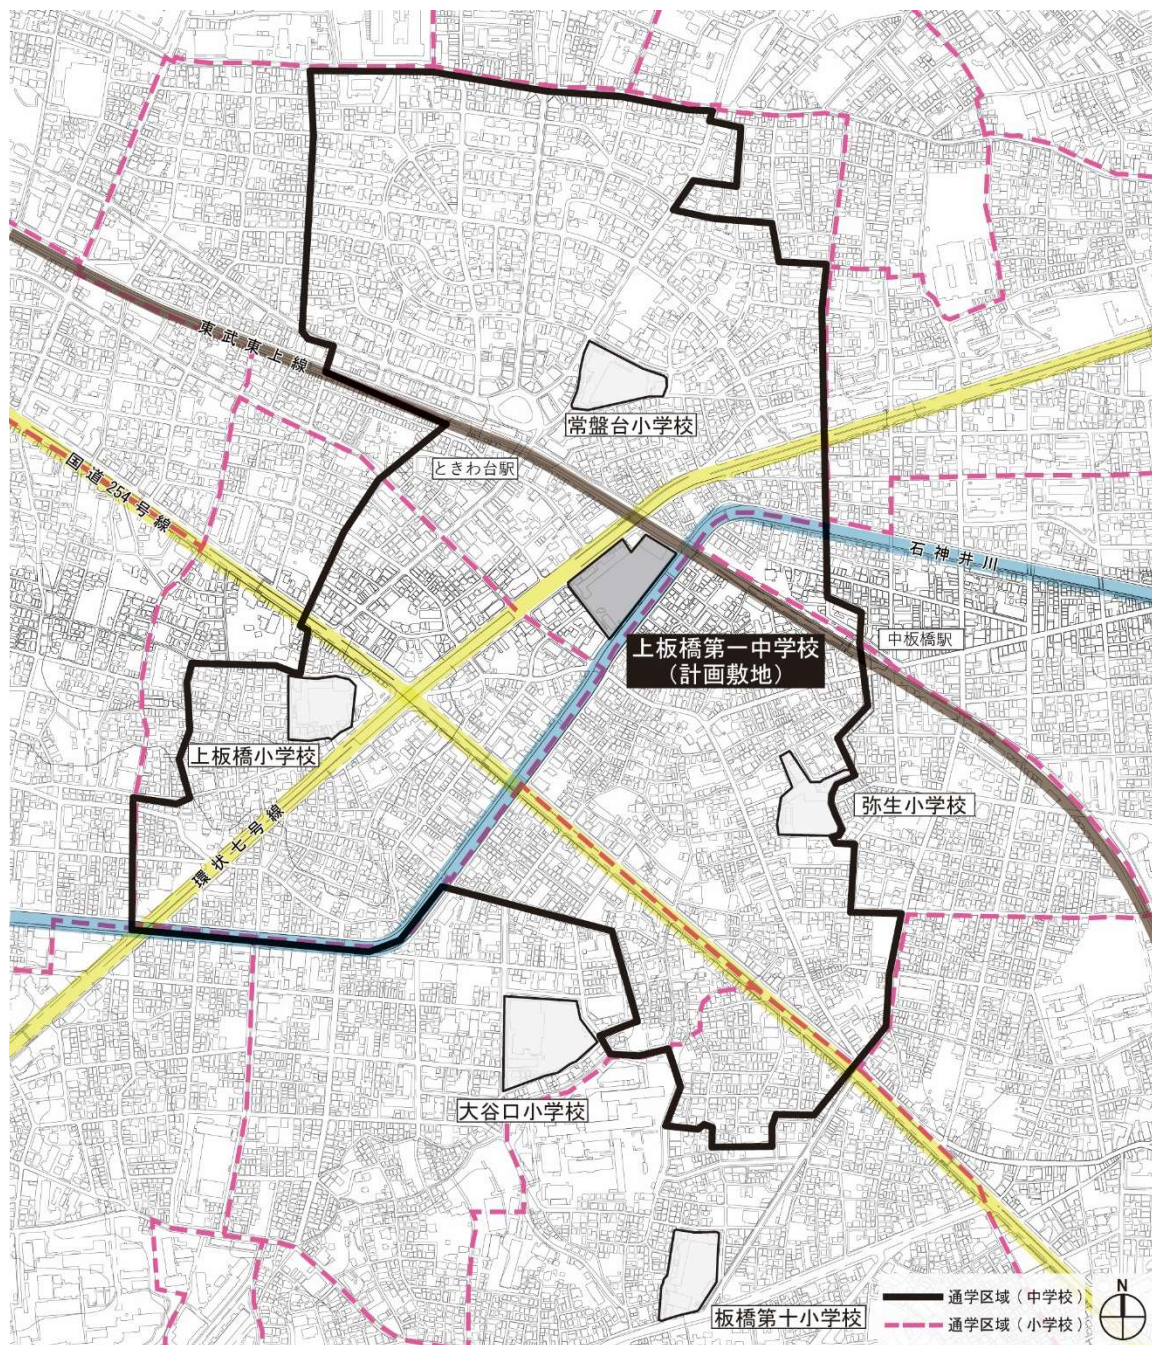 東武東上線
常盤台小学校
ときわ台駅
国道254号線
石神井川
中板橋駅
上板橋第一中学校
（計画敷地）
上板橋小学校
弥生小学校
環状七号線
大谷口小学校
板橋第十小学校
通学区域（中学校）
通学区域（小学校）
N